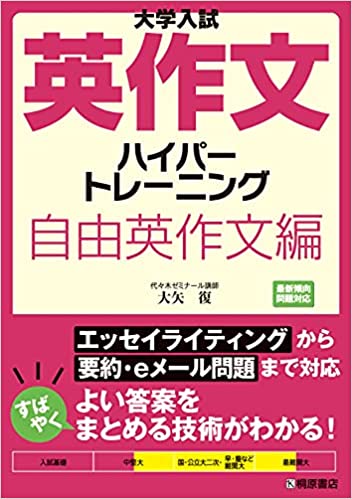 大学入試
英作文
ハイパー
トレーニング
自由英作文編
代々木ゼミナール講師
大矢 復
最新傾向
問題対応
エッセイライティングから
要約・eメール問題まで対応
すばやく
よい答案を
まとめる技術がわかる!
入試基礎 中堅大 国・公立大二次・早・慶など難関大 最難関大
桐原書店